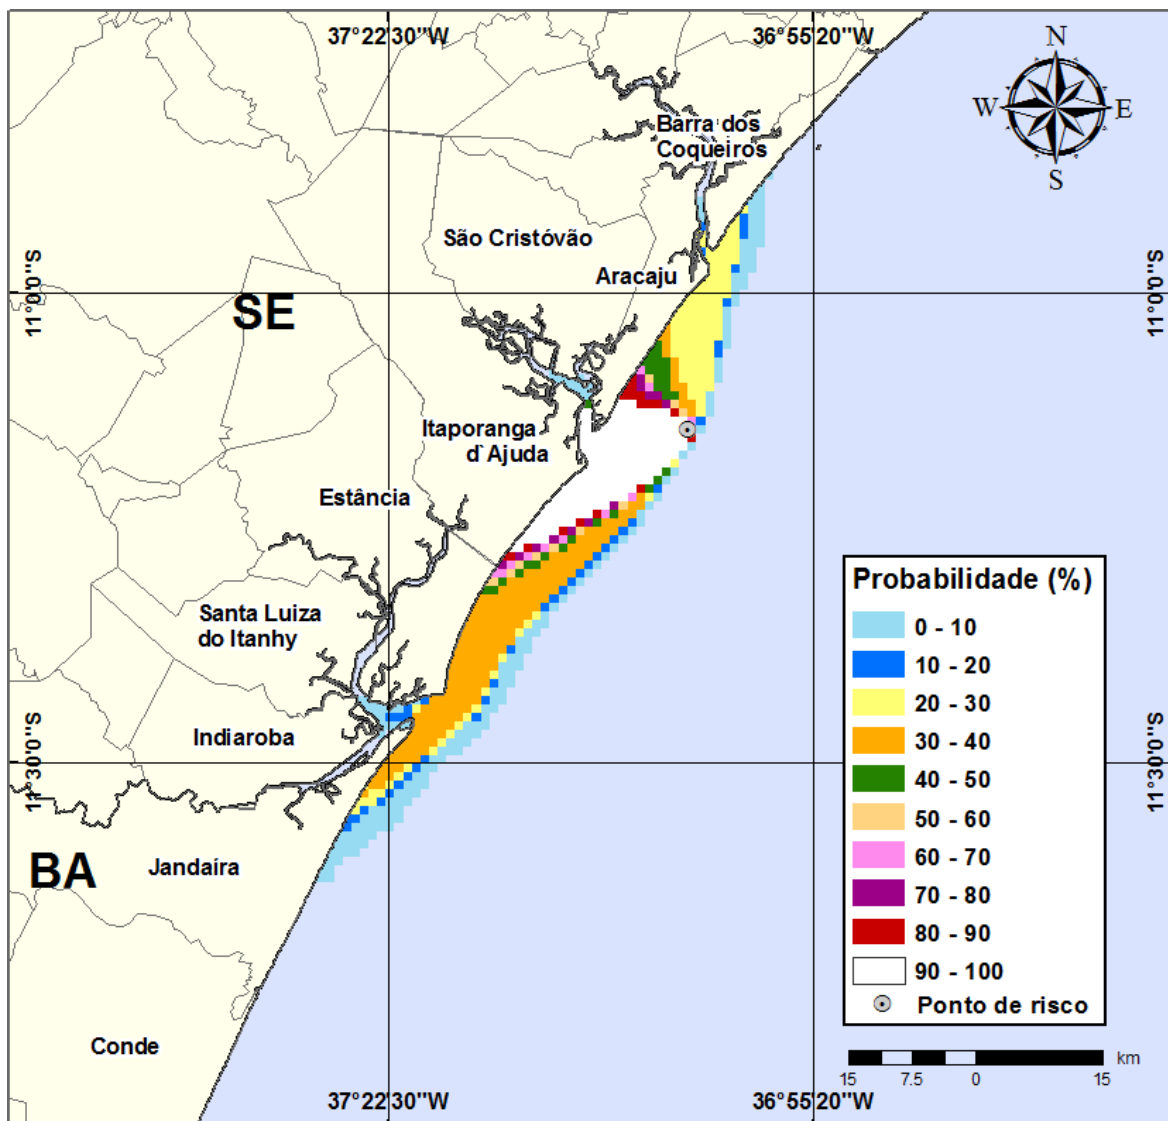 37°22'30"W
36°55'20"W
N
W
E
S
Barra dos
Coqueiros
São Cristóvão
Aracaju
11°0'0"S
11°0'0"S
SE
Itaporanga
d`Ajuda
Estância
Santa Luiza
do Itanhy
Indiaroba
11°30'0"S
11°30'0"S
BA
Jandaíra
Conde
Probabilidade (%)
0 - 10
10 - 20
20 - 30
30 - 40
40 - 50
50 - 60
60 - 70
70 - 80
80 - 90
90 - 100
Ponto de risco
km
15 7.5 0 15
37°22'30"W
36°55'20"W